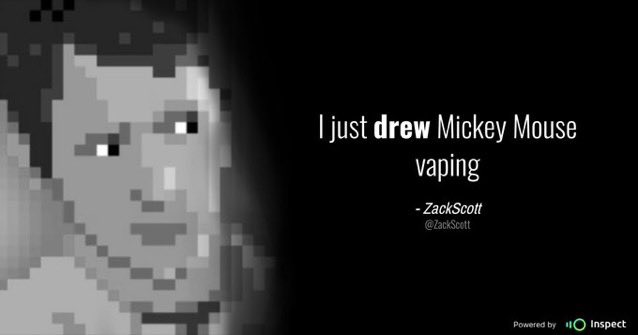 I just drew Mickey Mouse
vaping
- ZackScott
@ZackScott
Powered by Inspect